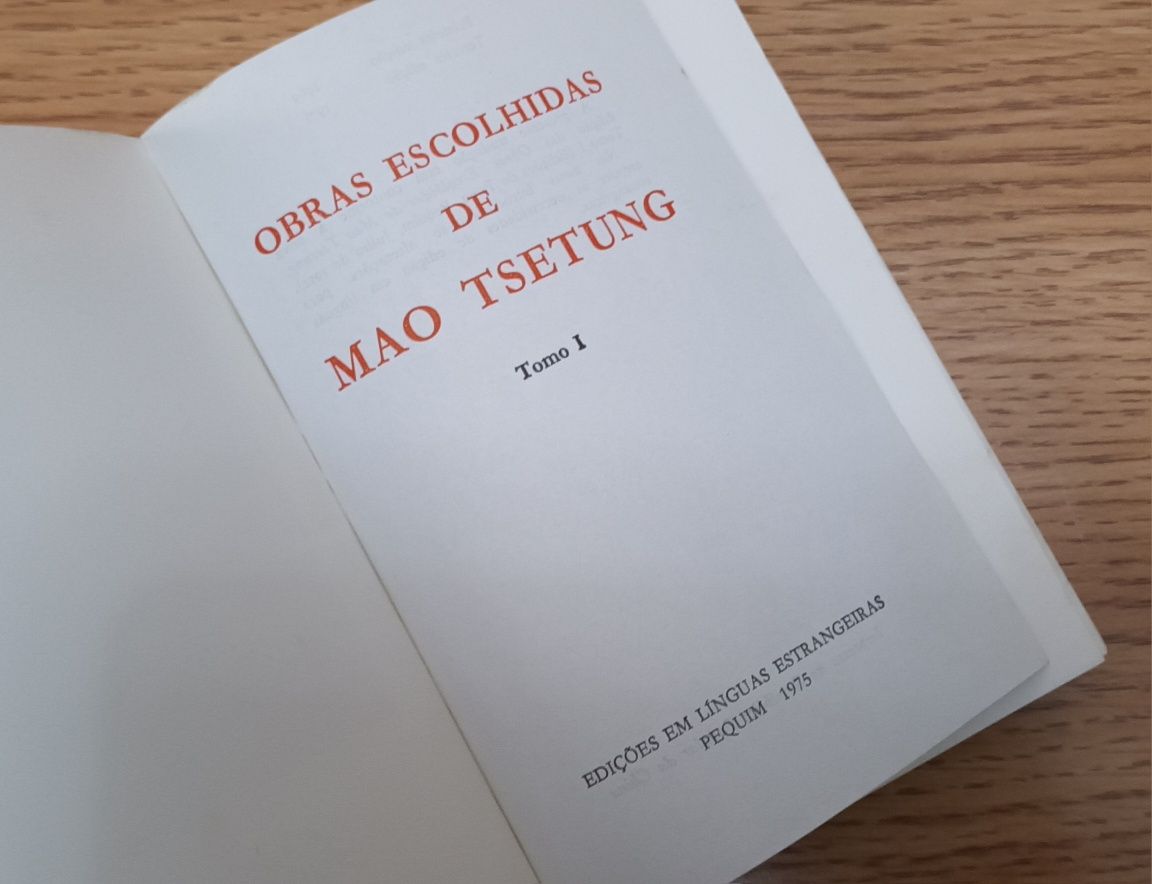 OBRAS ESCOLHIDAS
DE
MAO TSETUNG
Tomo I
EDIÇÕES EM LÍNGUAS ESTRANGEIRAS
PEQUIM 1975